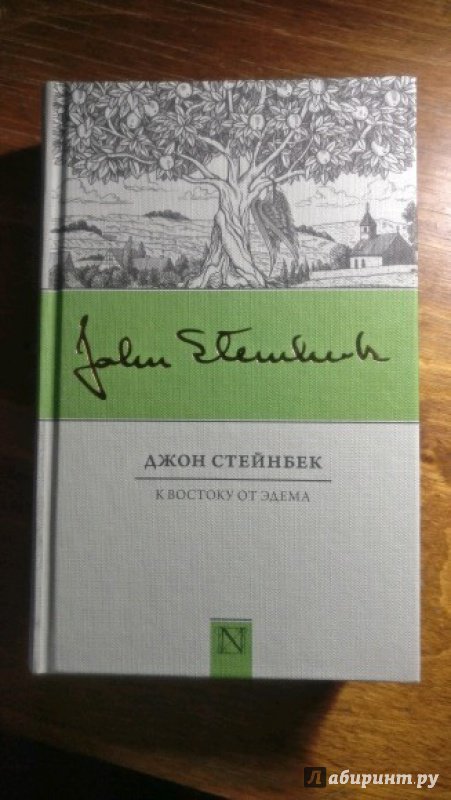 John Steinbeck
ДЖОН СТЕЙНБЕК
К ВОСТОКУ ОТ ЭДЕМА
N
Лабиринт.ру